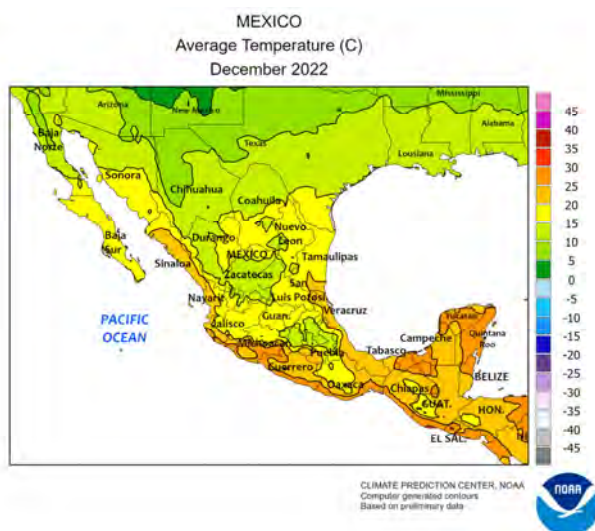 MEXICO
Average Temperature (C)
December 2022
Mississippi
Arizona
New Mexico
Alabama
Baja
Norte
Texas
Louisiana
Sonora
Chihuahua
Coahuila
Nuevo
Leon
Baja
Sur
Durango
MEXICO
Tamaulipas
Sinaloa
Zacatecas
San
Luis Potosi
Nayarit
Veracruz
PACIFIC
OCEAN
Jalisco
Guan.
Yucatan
Quintana
Roo
Campeche
Michoacan
Puebla
Tabasco
Guerrero
BELIZE
Oaxaca
Chiapas
GUAT.
HON.
EL SAL.
45
40
35
30
25
20
15
10
5
0
-5
-10
-15
-20
-25
-30
-35
-40
-45
CLIMATE PREDICTION CENTER, NOAA
Computer generated contours
Based on preliminary data
NOAA